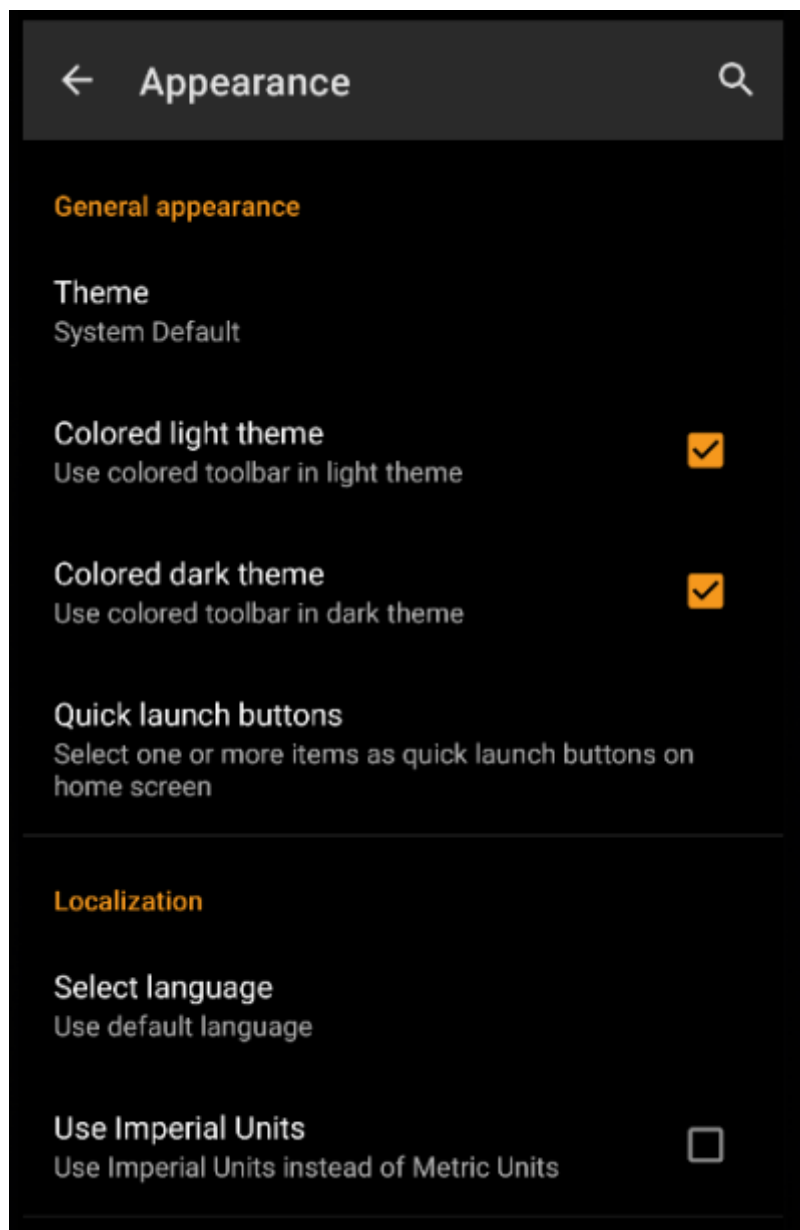 Appearance
General appearance
Theme
System Default
Colored light theme
Use colored toolbar in light theme
Colored dark theme
Use colored toolbar in dark theme
Quick launch buttons
Select one or more items as quick launch buttons on
home screen
Localization
Select language
Use default language
Use Imperial Units
Use Imperial Units instead of Metric Units